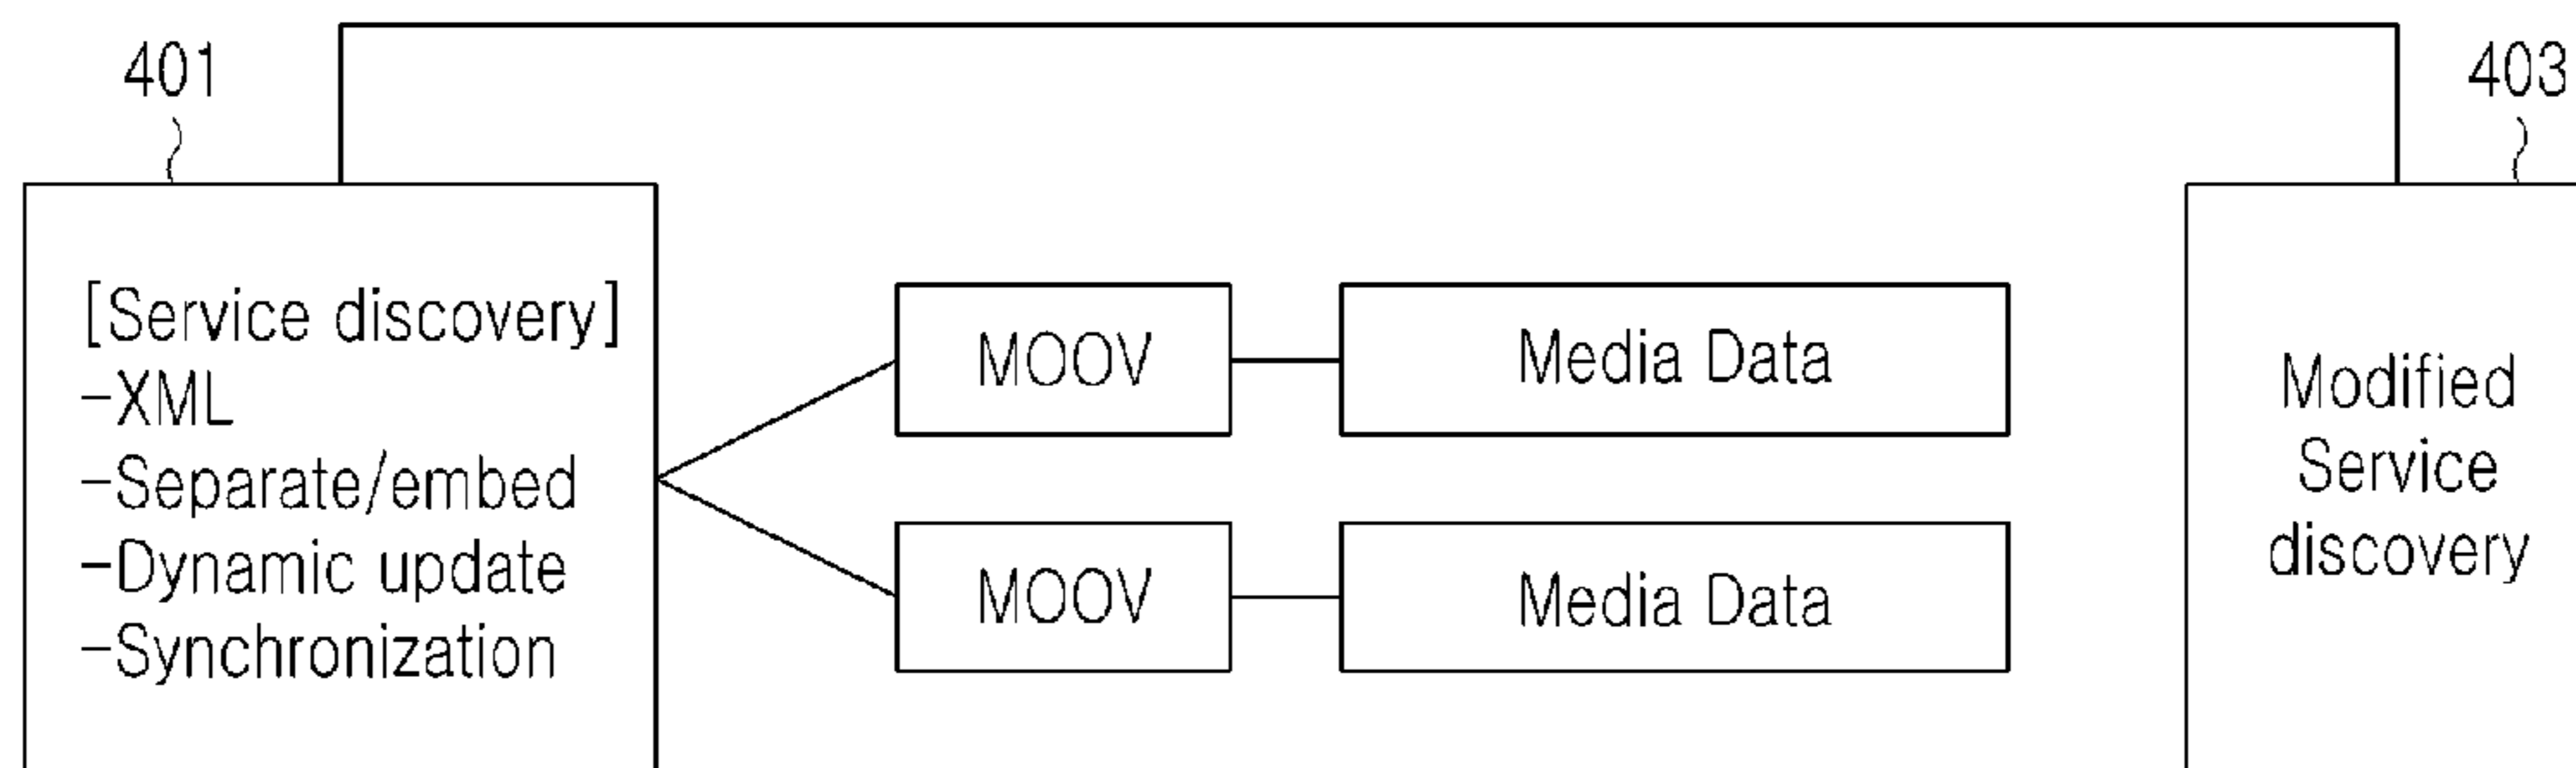 401
403
[Service discovery]
-XML
-Separate/embed
-Dynamic update
-Synchronization
MOOV
Media Data
MOOV
Media Data
Modified
Service
discovery